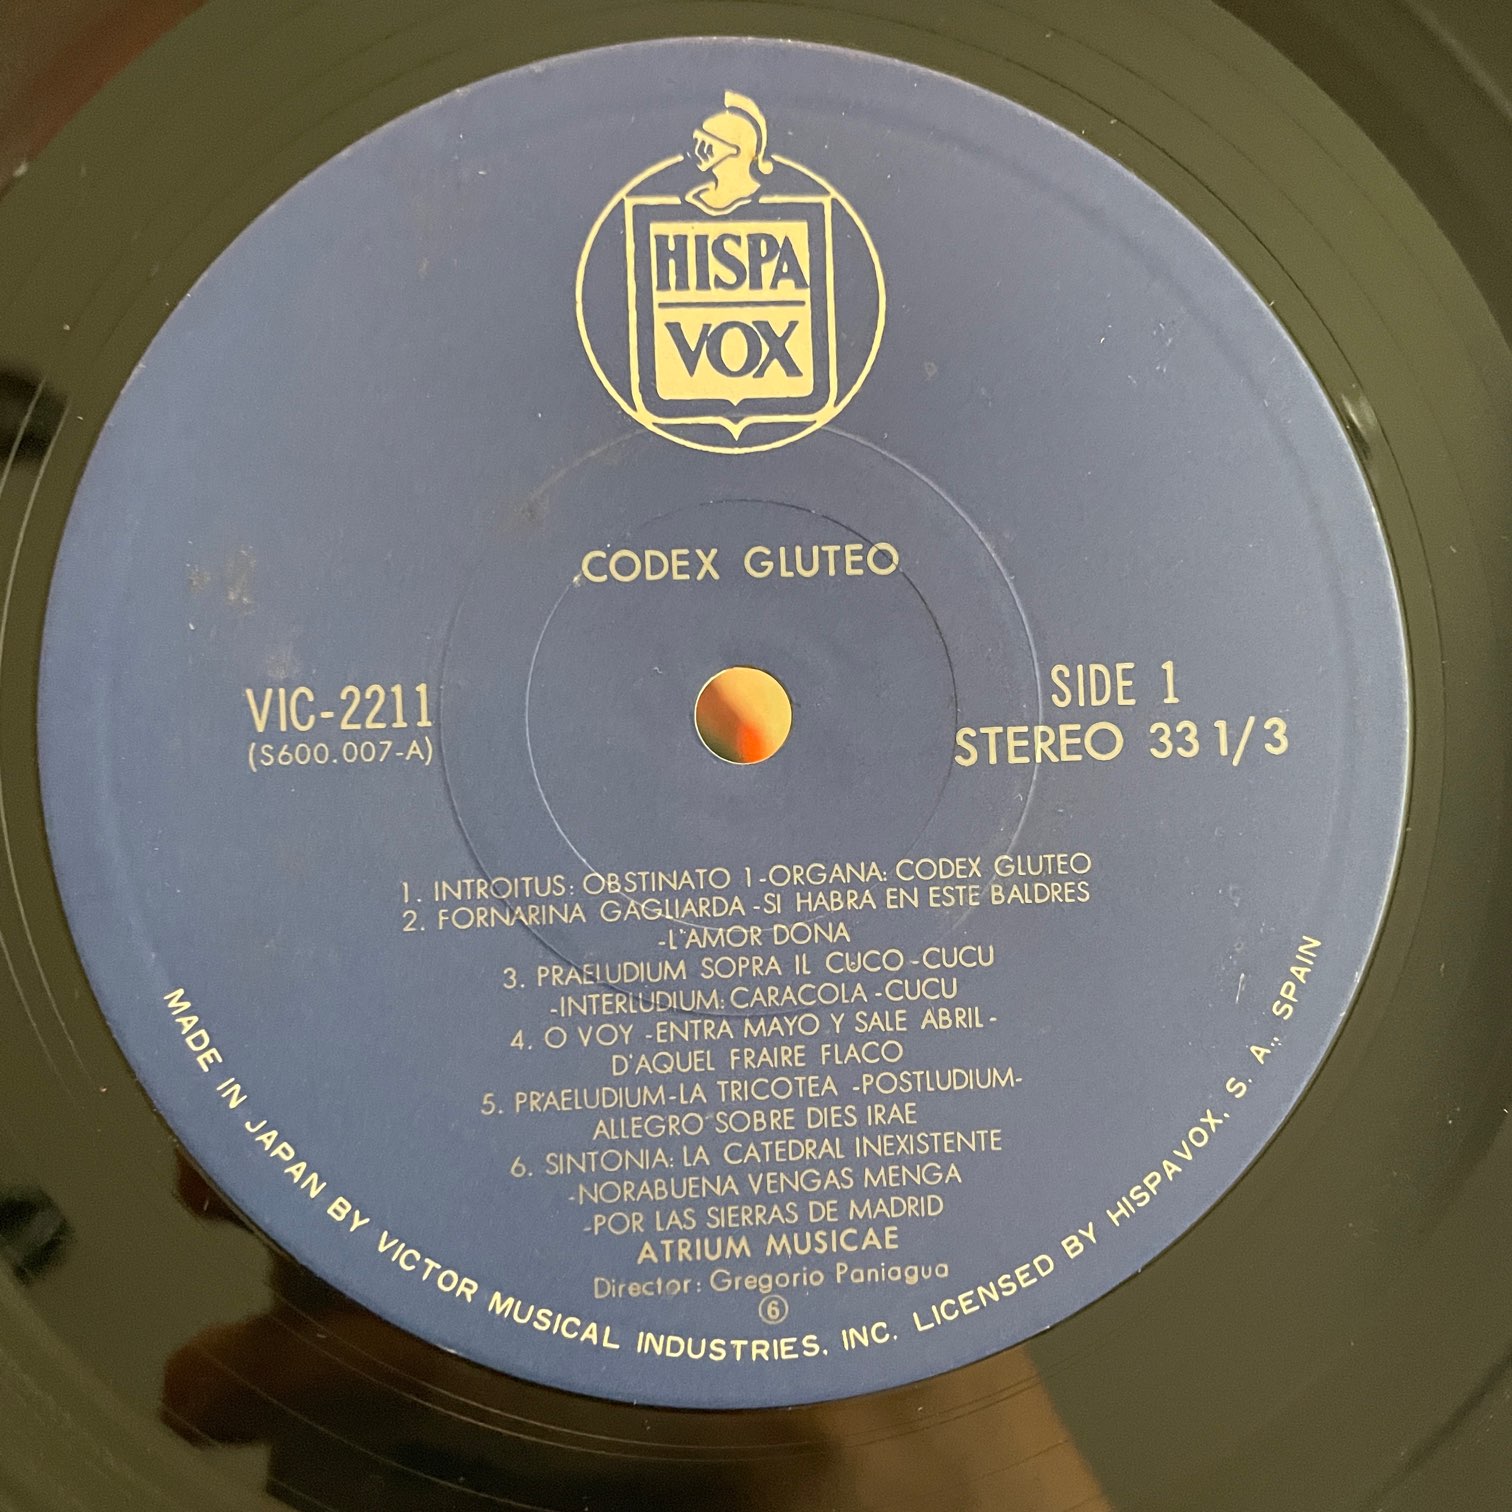 HISPA
VOX
CODEX GLUTEO
VIC-2211
(S600.007-A)
SIDE 1
STEREO 33 1/3
1. INTROITUS: OBSTINATO 1-ORGANA: CODEX GLUTEO
2. FORNARINA GAGLIARDA -SI HABRA EN ESTE BALDRES
-L'AMOR DONA
3. PRAELUDIUM SOPRA IL CUCO -CUCU
-INTERLUDIUM: CARACOLA -CUCU
4. O VOY -ENTRA MAYO Y SALE ABRIL -
D'AQUEL FRAIRE FLACO
5. PRAELUDIUM-LA TRICOTEA -POSTLUDIUM-
ALLEGRO SOBRE DIES IRAE
6. SINTONIA: LA CATEDRAL INEXISTENTE
-NORABUENA VENGAS MENGA
-POR LAS SIERRAS DE MADRID
ATRIUM MUSICAE
Director: Gregorio Paniagua
⑥
MADE IN JAPAN BY VICTOR MUSICAL INDUSTRIES, INC. LICENSED BY HISPAVOX, S. A., SPAIN